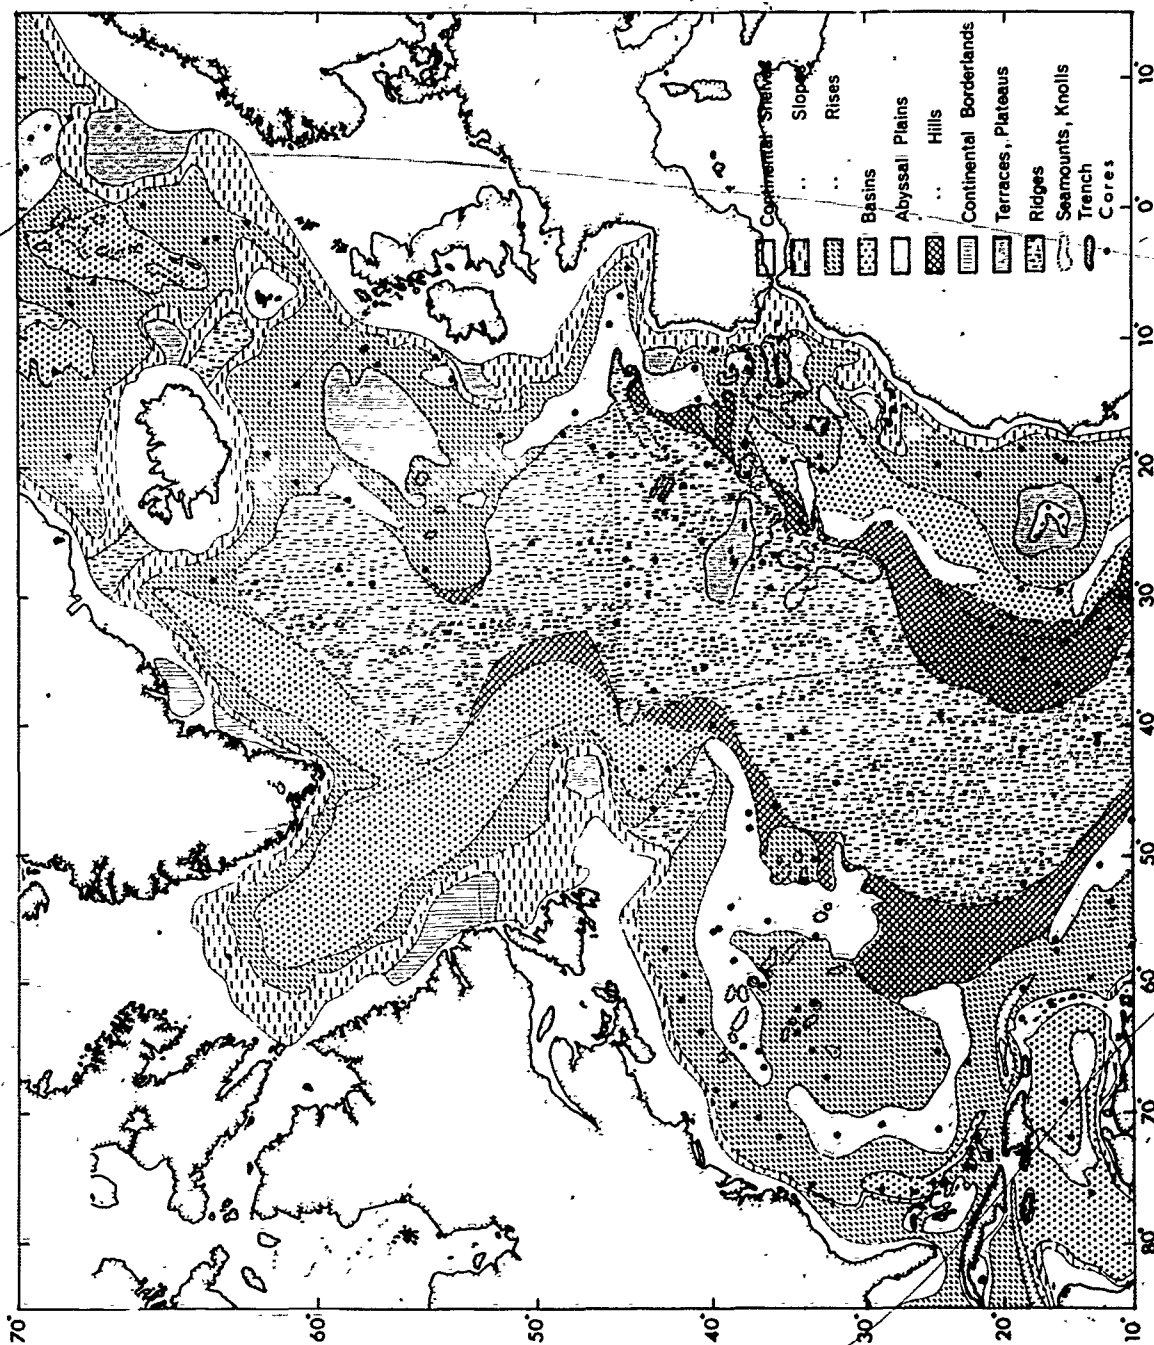 70°
60°
50°
40°
30°
20°
10°
80°
70°
60°
50°
40°
30°
20°
10°
0°
10°
Continental Shelves
.. Slopes
.. Rises
Basins
Abyssal Plains
.. Hills
Continental Borderlands
Terraces, Plateaus
Ridges
Seamounts, Knolls
Trench
Cores